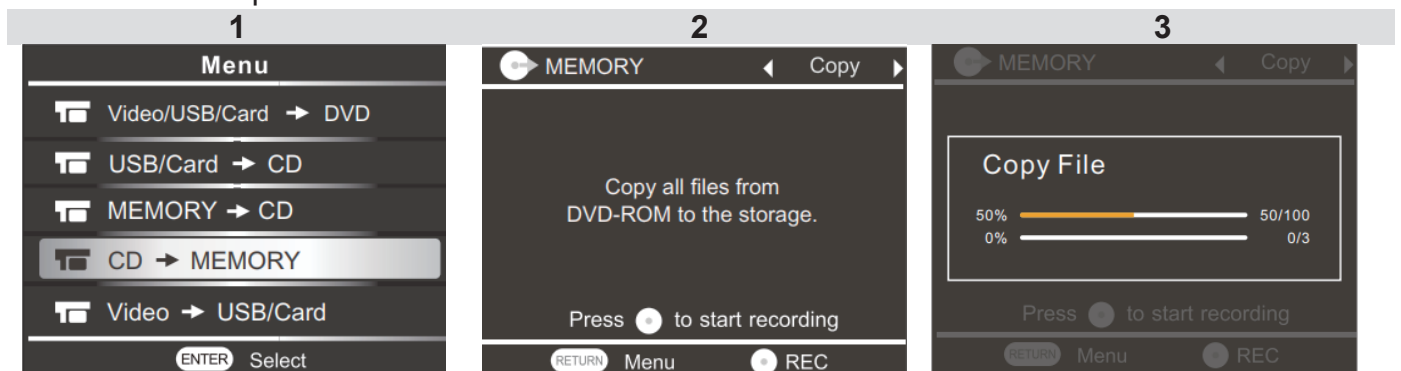 1
Menu
Video/USB/Card → DVD
USB/Card → CD
MEMORY → CD
CD → MEMORY
Video → USB/Card
ENTER Select
2
MEMORY Copy
Copy all files from
DVD-ROM to the storage.
Press to start recording
RETURN Menu REC
3
MEMORY Copy
Copy File
50% 50/100
0% 0/3
Press to start recording
RETURN Menu REC